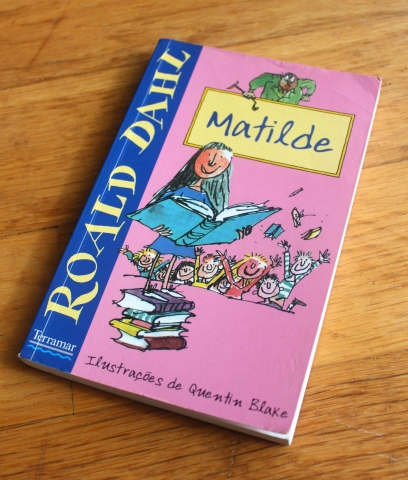 ROALD DAHL
Matilde
Terramar
Ilustrações de Quentin Blake